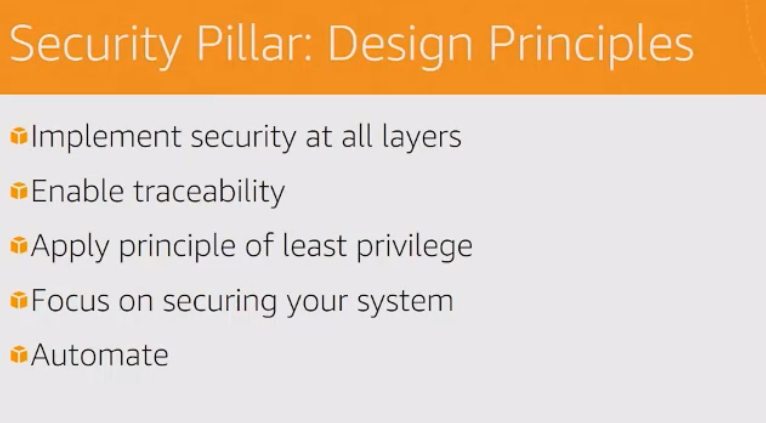 Security Pillar: Design Principles
Implement security at all layers
Enable traceability
Apply principle of least privilege
Focus on securing your system
Automate